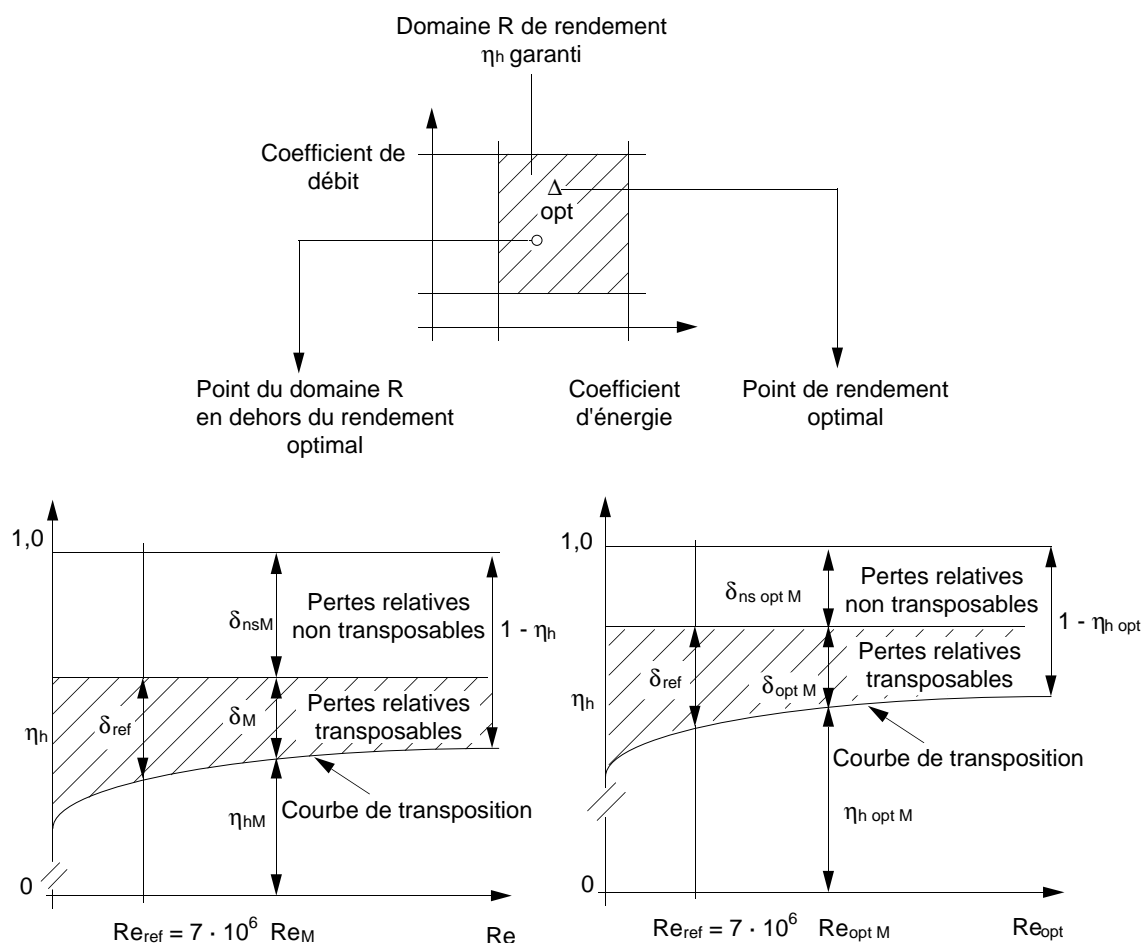 Domaine R de rendement
ηh garanti
Coefficient de
débit
Δ
opt
Point du domaine R
en dehors du rendement
optimal
Coefficient
d'énergie
Point de rendement
optimal
1,0
δnsM
Pertes relatives
non transposables
1 - ηh
ηh
δref
δM
Pertes relatives
transposables
ηhM
Courbe de transposition
0
Reref = 7 · 10⁶ ReM Re
1,0
δns opt M
Pertes relatives
non transposables
1 - ηh opt
ηh
δref
δopt M
Pertes relatives
transposables
Courbe de transposition
ηh opt M
0
Reref = 7 · 10⁶ Reopt M Reopt